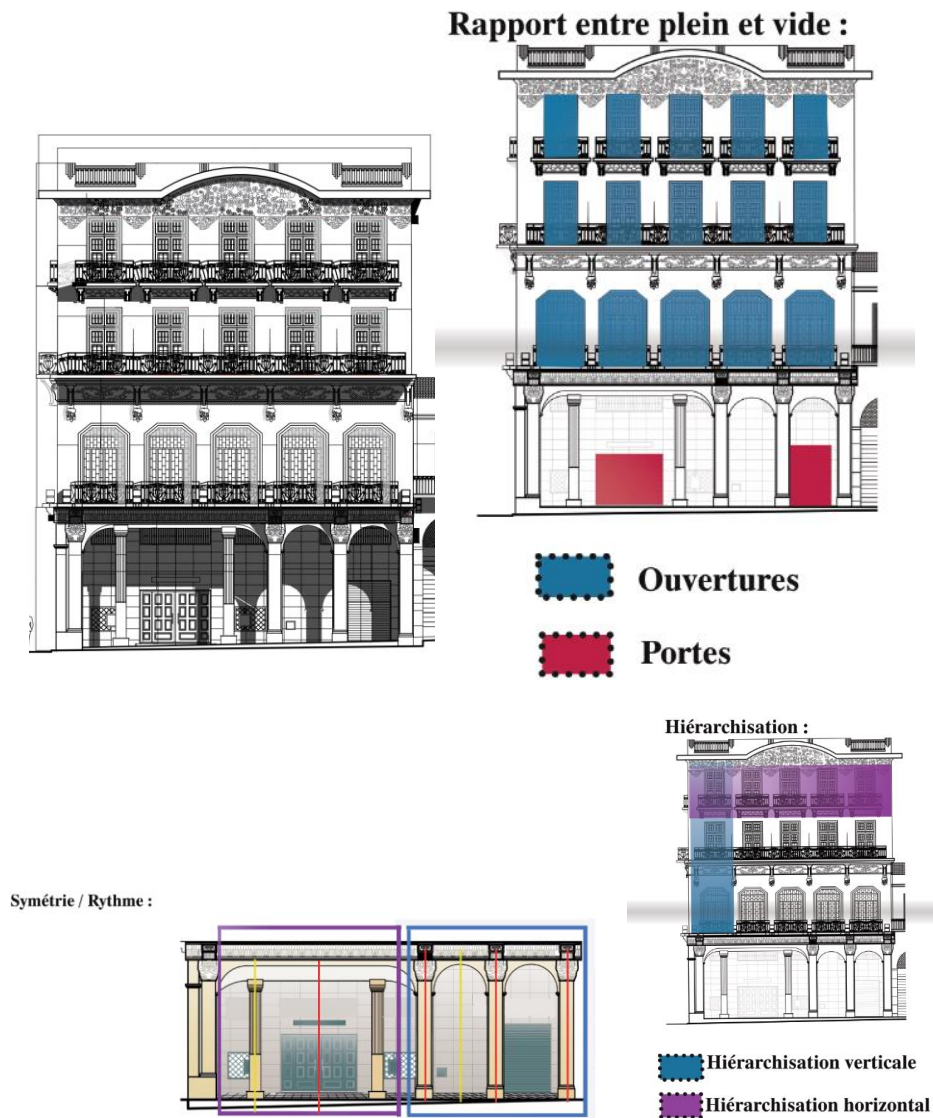 Rapport entre plein et vide :
Ouvertures
Portes
Hiérarchisation :
Symétrie / Rythme :
Hiérarchisation verticale
Hiérarchisation horizontal